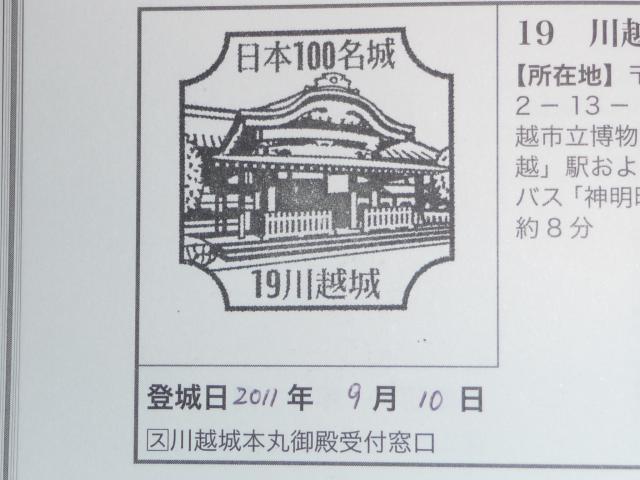 日本100名城
19川越城
登城日2011年 9月10日
ス川越城本丸御殿受付窓口
19 川越
【所在地】〒
2－13－
越市立博物
越」駅およ
バス「神明
約8分